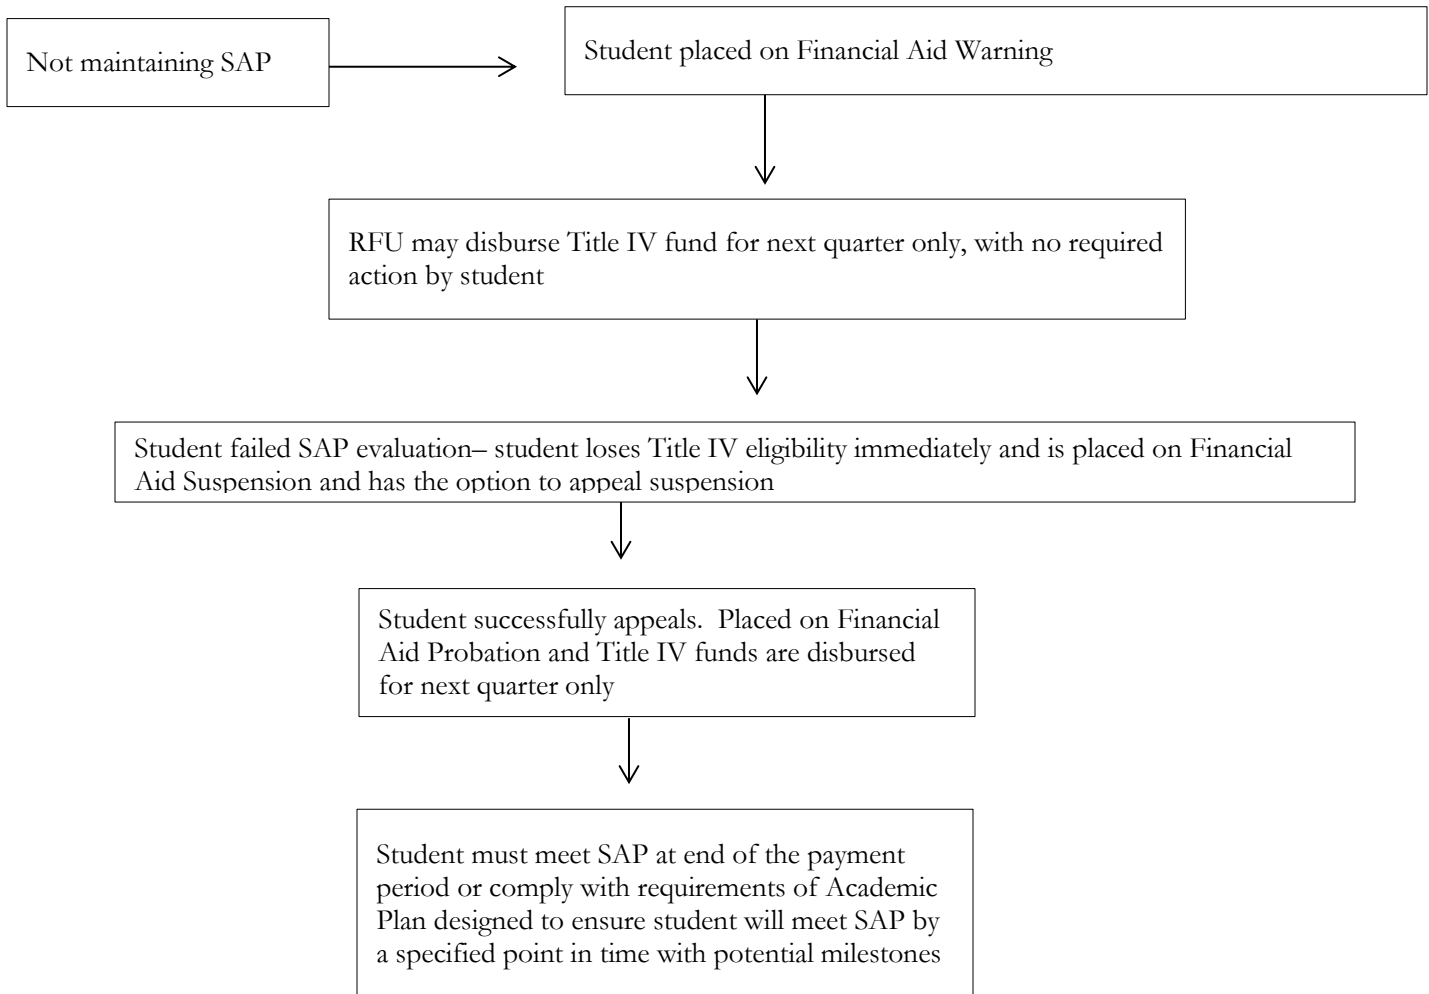 Not maintaining SAP
Student placed on Financial Aid Warning
RFU may disburse Title IV fund for next quarter only, with no required
action by student
Student failed SAP evaluation– student loses Title IV eligibility immediately and is placed on Financial
Aid Suspension and has the option to appeal suspension
Student successfully appeals.  Placed on Financial
Aid Probation and Title IV funds are disbursed
for next quarter only
Student must meet SAP at end of the payment
period or comply with requirements of Academic
Plan designed to ensure student will meet SAP by
a specified point in time with potential milestones